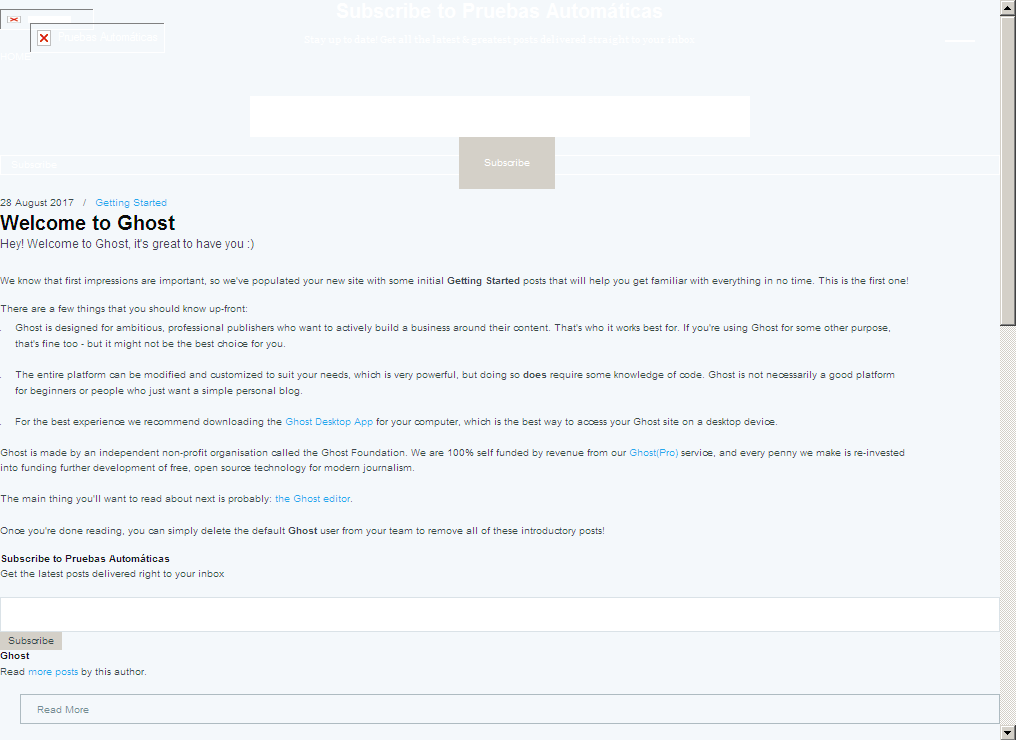 Subscribe to Pruebas Automáticas
Pruebas Automáticas
Stay up to date! Get all the latest & greatest posts delivered straight to your inbox
HOME
Subscribe
Subscribe
28 August 2017 / Getting Started
Welcome to Ghost
Hey! Welcome to Ghost, it's great to have you :)
We know that first impressions are important, so we've populated your new site with some initial Getting Started posts that will help you get familiar with everything in no time. This is the first one!
There are a few things that you should know up-front:
Ghost is designed for ambitious, professional publishers who want to actively build a business around their content. That's who it works best for. If you're using Ghost for some other purpose,
that's fine too - but it might not be the best choice for you.
The entire platform can be modified and customized to suit your needs, which is very powerful, but doing so does require some knowledge of code. Ghost is not necessarily a good platform
for beginners or people who just want a simple personal blog.
For the best experience we recommend downloading the Ghost Desktop App for your computer, which is the best way to access your Ghost site on a desktop device.
Ghost is made by an independent non-profit organisation called the Ghost Foundation. We are 100% self funded by revenue from our Ghost(Pro) service, and every penny we make is re-invested
into funding further development of free, open source technology for modern journalism.
The main thing you'll want to read about next is probably: the Ghost editor.
Once you're done reading, you can simply delete the default Ghost user from your team to remove all of these introductory posts!
Subscribe to Pruebas Automáticas
Get the latest posts delivered right to your inbox
Subscribe
Ghost
Read more posts by this author.
Read More